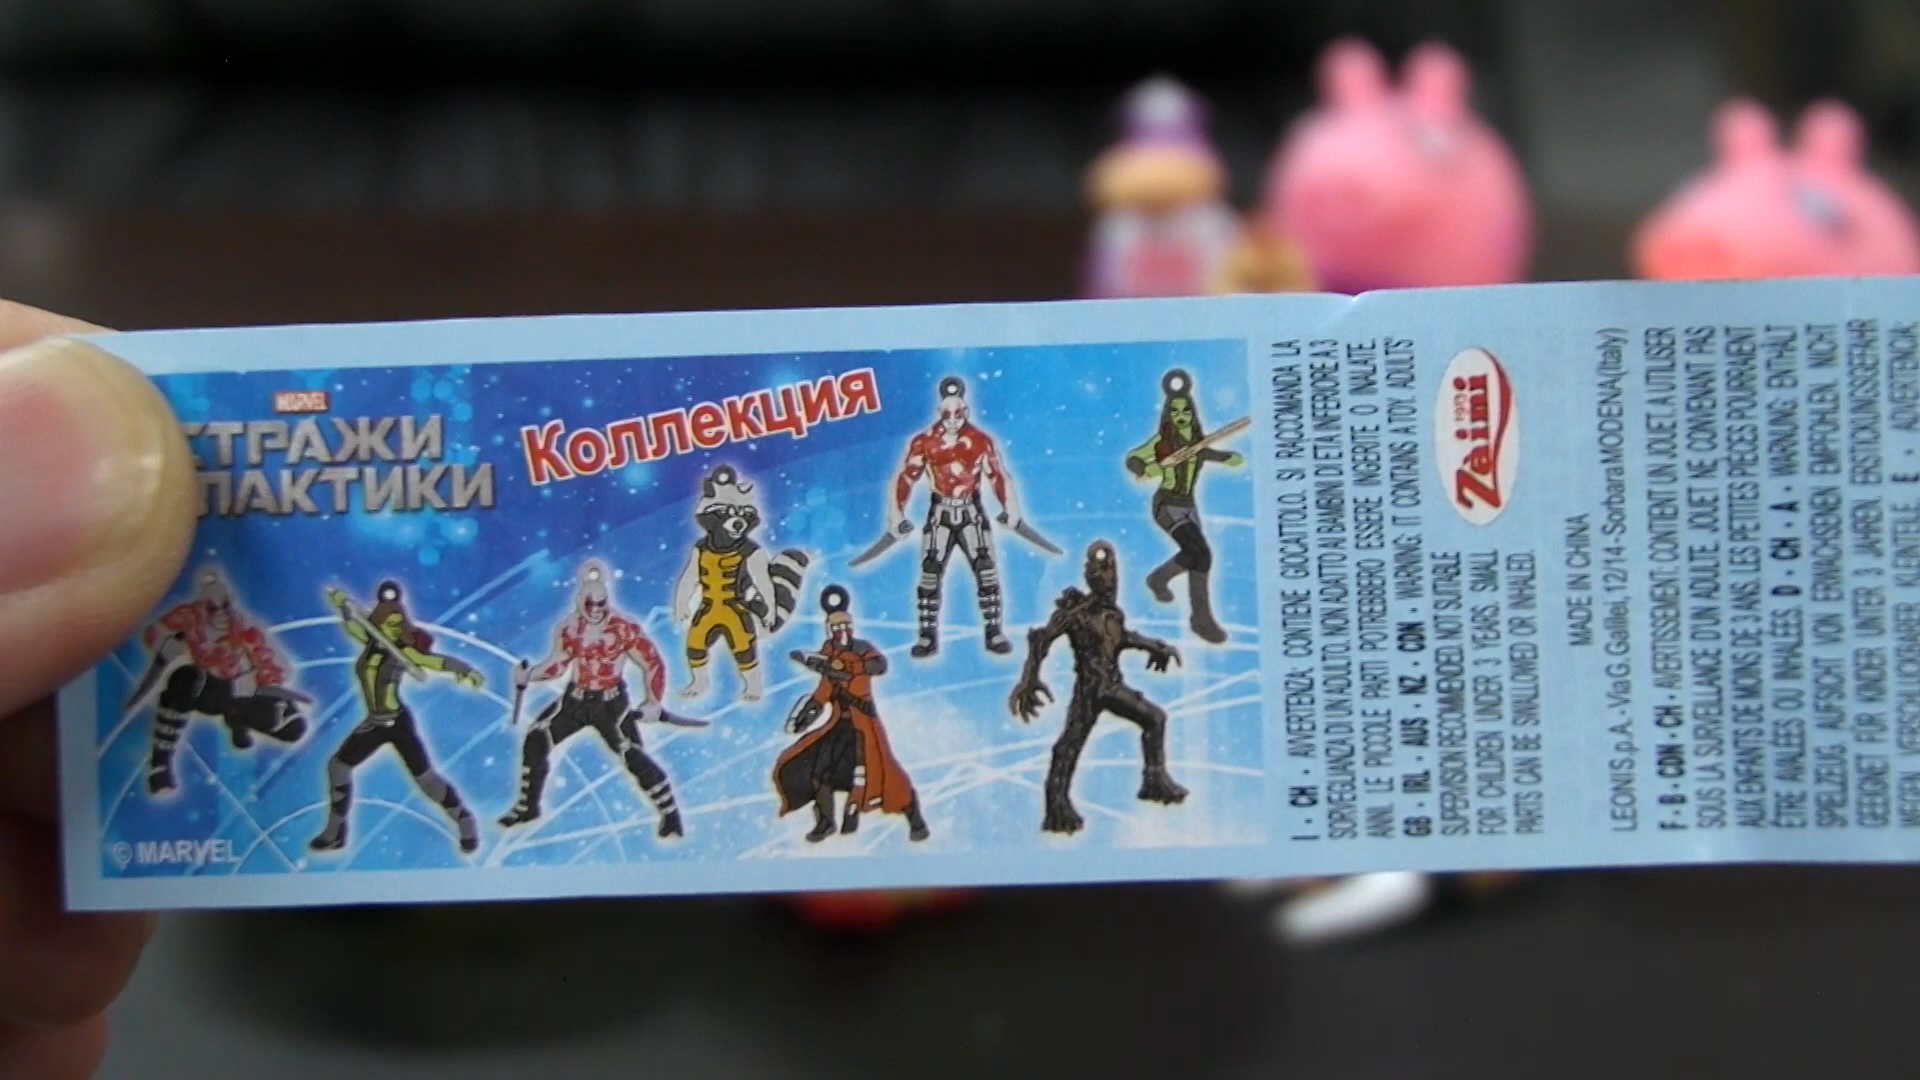 MARVEL
СТРАЖИ
ЛАКТИКИ
Коллекция
© MARVEL
I - CH - AVVERTENZA: CONTIENE GIOCATTOLO. SI RACCOMANDA LA
SORVEGLIANZA DI UN ADULTO. NON ADATTO AI BAMBINI DI ETÀ INFERIORE A 3
ANNI. LE PICCOLE PARTI POTREBBERO ESSERE INGERITE O INALATE.
GB - IRL - AUS - NZ - CDN - WARNING: IT CONTAINS A TOY. ADULTS
SUPERVISION RECOMMENDED. NOT SUITABLE
FOR CHILDREN UNDER 3 YEARS. SMALL
PARTS CAN BE SWALLOWED OR INHALED.
Zaini
1913
MADE IN CHINA
LEONI S.p.A. - Via G. Galilei, 12/14 - Sorbara MODENA (Italy)
F - B - CDN - CH - AVERTISSEMENT: CONTIENT UN JOUET. A UTILISER
SOUS LA SURVEILLANCE D'UN ADULTE. JOUET NE CONVENANT PAS
AUX ENFANTS DE MOINS DE 3 ANS. LES PETITES PIÈCES POURRAIENT
ÊTRE AVALÉES OU INHALÉES. D - CH - A - WARNUNG: ENTHÄLT
SPIELZEUG. AUFSICHT VON ERWACHSENEN EMPFOHLEN. NICHT
GEEIGNET FÜR KINDER UNTER 3 JAHREN. ERSTICKUNGSGEFAHR
WEGEN VERSCHLUCKBARER KLEINTEILE. E - ADVERTENCIA: